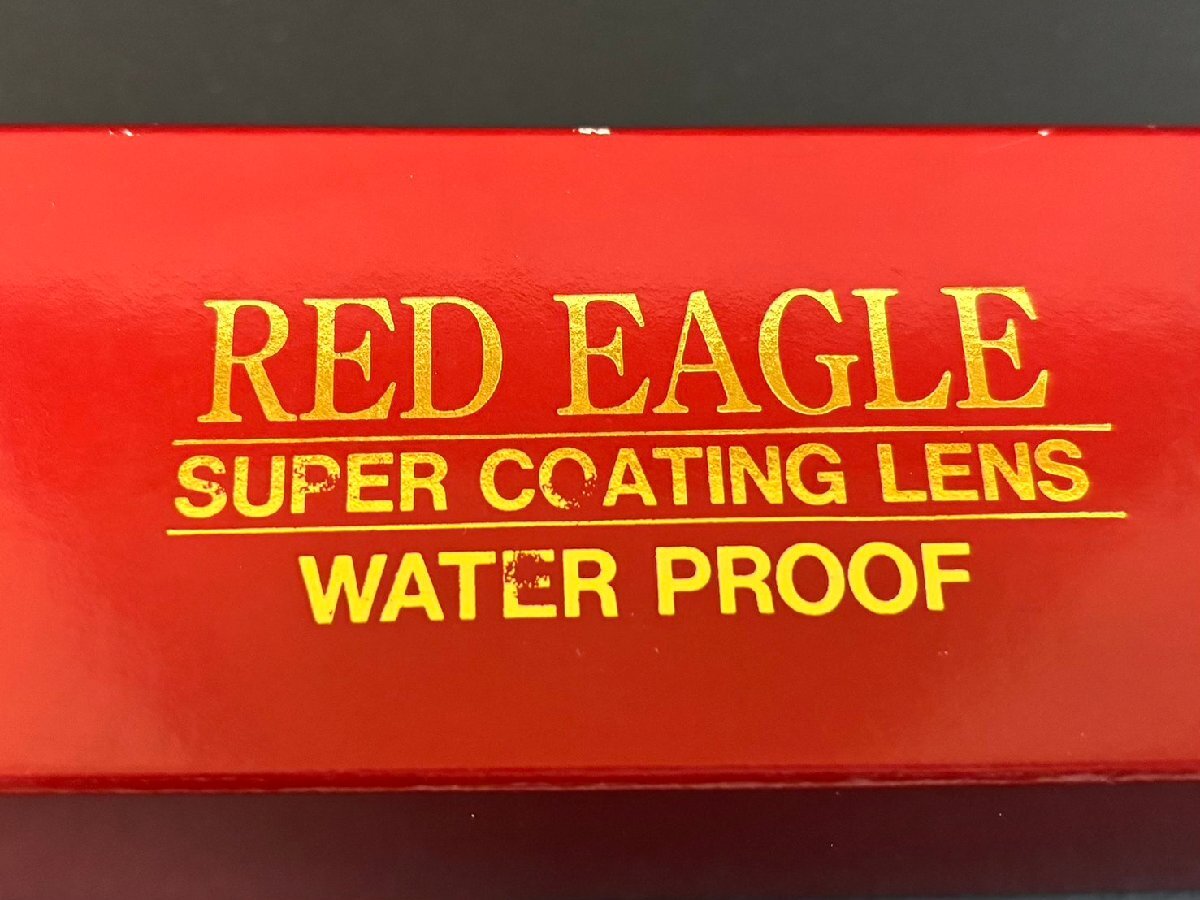 RED EAGLE
SUPER COATING LENS
WATER PROOF